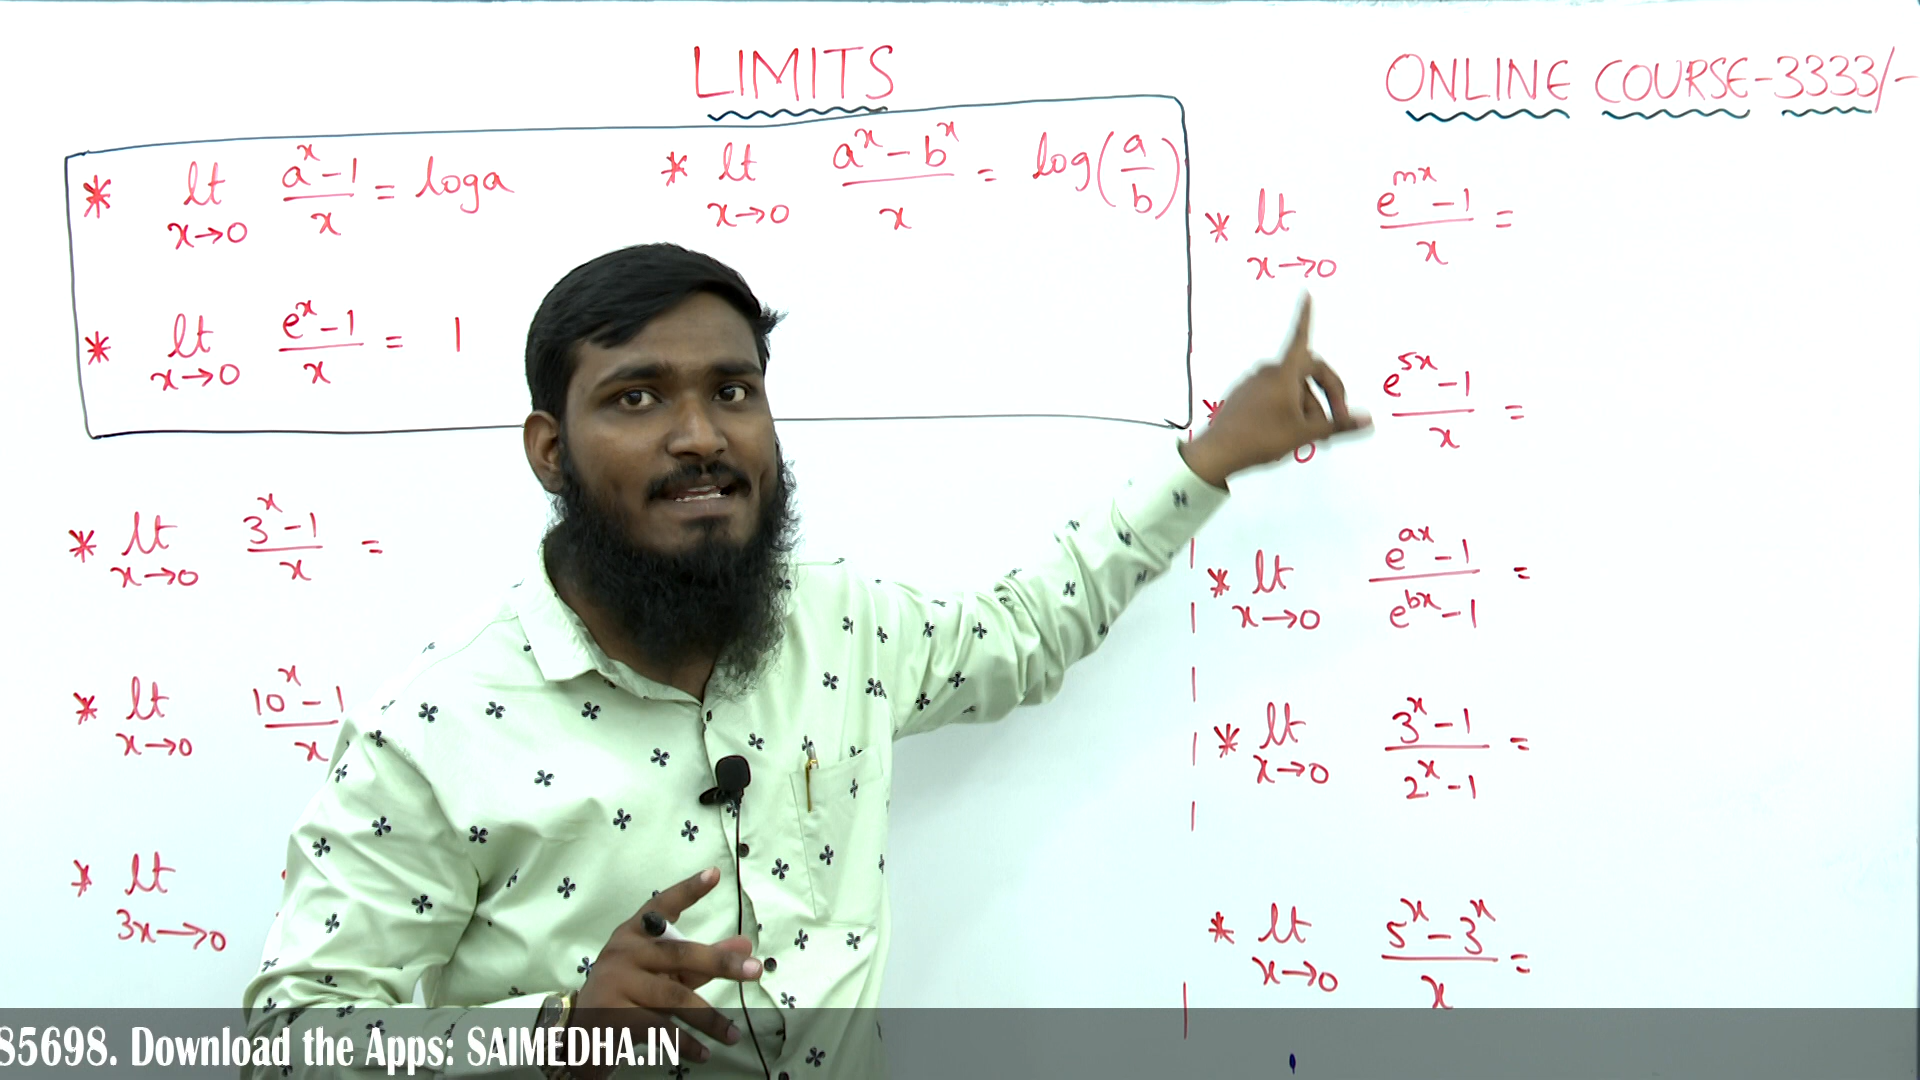 LIMITS
ONLINE COURSE-3333/-
* lt x→0 (a^x - 1)/x = loga
* lt x→0 (a^x - b^x)/x = log(a/b)
* lt x→0 (e^x - 1)/x = 1
* lt x→0 (3^x - 1)/x =
* lt x→0 (10^x - 1)/x
* lt 3x→0
* lt x→0 (e^mx - 1)/x =
* 0 (e^5x - 1)/x =
* lt x→0 (e^ax - 1)/(e^bx - 1) =
* lt x→0 (3^x - 1)/(2^x - 1) =
* lt x→0 (5^x - 3^x)/x =
85698. Download the Apps: SAIMEDHA.IN